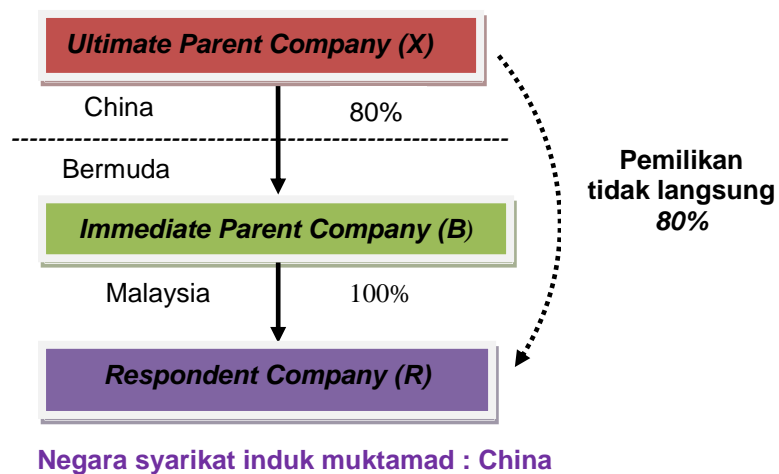 Ultimate Parent Company (X)
China 80%
Bermuda
Pemilikan
tidak langsung
80%
Immediate Parent Company (B)
Malaysia 100%
Respondent Company (R)
Negara syarikat induk muktamad : China